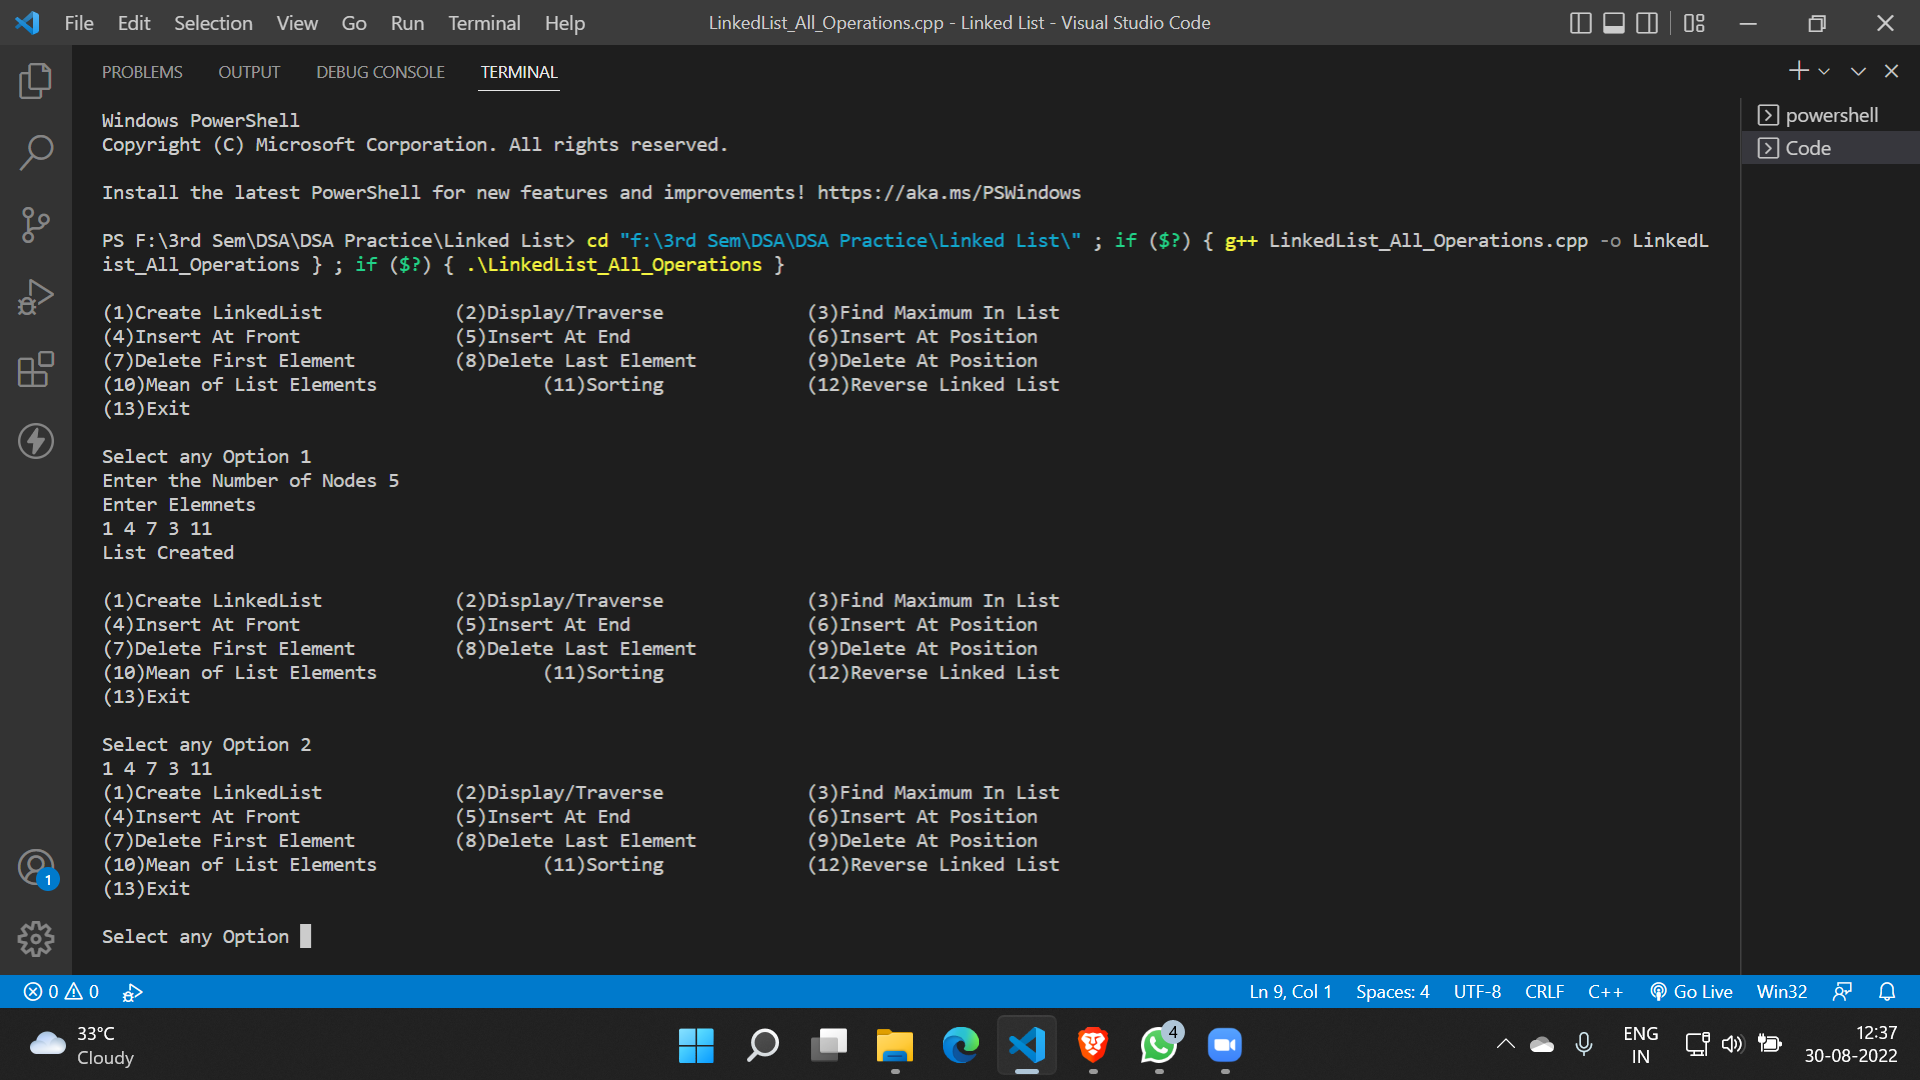 File Edit Selection View Go Run Terminal Help LinkedList_All_Operations.cpp - Linked List - Visual Studio Code
PROBLEMS OUTPUT DEBUG CONSOLE TERMINAL
powershell
Code
Windows PowerShell
Copyright (C) Microsoft Corporation. All rights reserved.
Install the latest PowerShell for new features and improvements! https://aka.ms/PSWindows
PS F:\3rd Sem\DSA\DSA Practice\Linked List> cd "f:\3rd Sem\DSA\DSA Practice\Linked List\" ; if ($?) { g++ LinkedList_All_Operations.cpp -o LinkedL
ist_All_Operations } ; if ($?) { .\LinkedList_All_Operations }
(1)Create LinkedList (2)Display/Traverse (3)Find Maximum In List
(4)Insert At Front (5)Insert At End (6)Insert At Position
(7)Delete First Element (8)Delete Last Element (9)Delete At Position
(10)Mean of List Elements (11)Sorting (12)Reverse Linked List
(13)Exit
Select any Option 1
Enter the Number of Nodes 5
Enter Elemnets
1 4 7 3 11
List Created
(1)Create LinkedList (2)Display/Traverse (3)Find Maximum In List
(4)Insert At Front (5)Insert At End (6)Insert At Position
(7)Delete First Element (8)Delete Last Element (9)Delete At Position
(10)Mean of List Elements (11)Sorting (12)Reverse Linked List
(13)Exit
Select any Option 2
1 4 7 3 11
(1)Create LinkedList (2)Display/Traverse (3)Find Maximum In List
(4)Insert At Front (5)Insert At End (6)Insert At Position
(7)Delete First Element (8)Delete Last Element (9)Delete At Position
(10)Mean of List Elements (11)Sorting (12)Reverse Linked List
(13)Exit
Select any Option
1
0 0 Ln 9, Col 1 Spaces: 4 UTF-8 CRLF C++ Go Live Win32
33°C
Cloudy
4
ENG
IN
12:37
30-08-2022